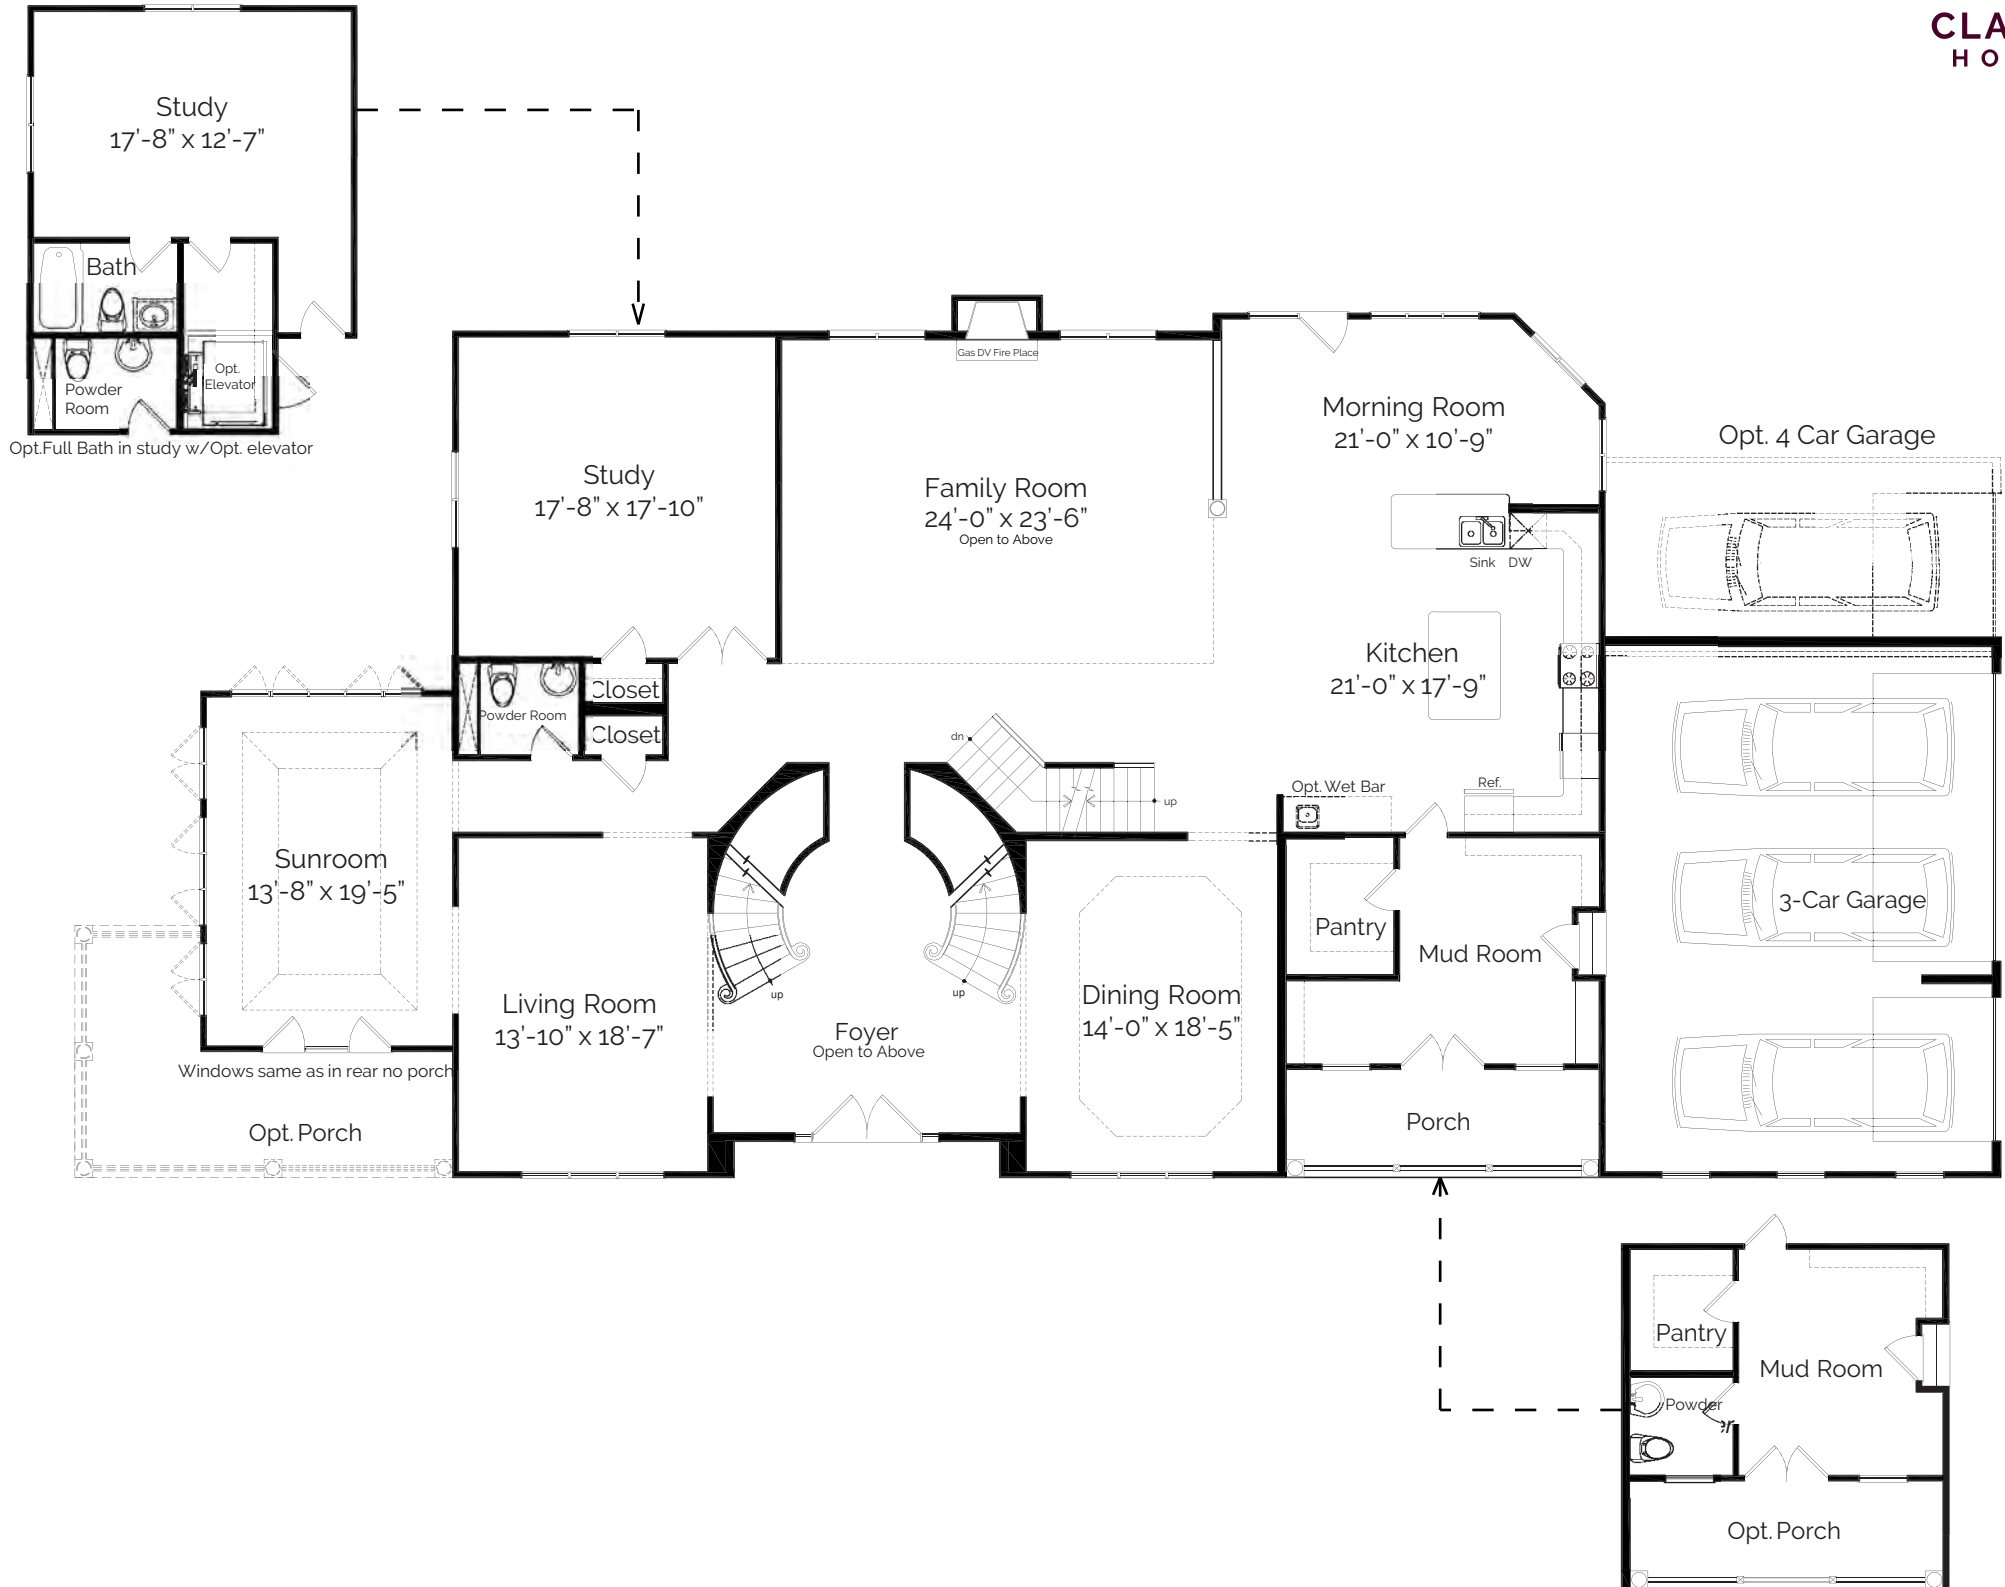 CLA
HO
Study
17'-8" x 12'-7"
Bath
Opt.
Elevator
Powder
Room
Opt.Full Bath in study w/Opt. elevator
Gas DV Fire Place
Morning Room
21'-0" x 10'-9"
Opt. 4 Car Garage
Study
17'-8" x 17'-10"
Family Room
24'-0" x 23'-6"
Open to Above
Sink DW
Kitchen
21'-0" x 17'-9"
Closet
Powder Room
Closet
dn
up
Opt. Wet Bar
Ref.
Sunroom
13'-8" x 19'-5"
3-Car Garage
Pantry
Mud Room
up
up
Living Room
13'-10" x 18'-7"
Dining Room
14'-0" x 18'-5"
Foyer
Open to Above
Windows same as in rear no porch
Opt. Porch
Porch
Pantry
Mud Room
Powder
er
Opt. Porch